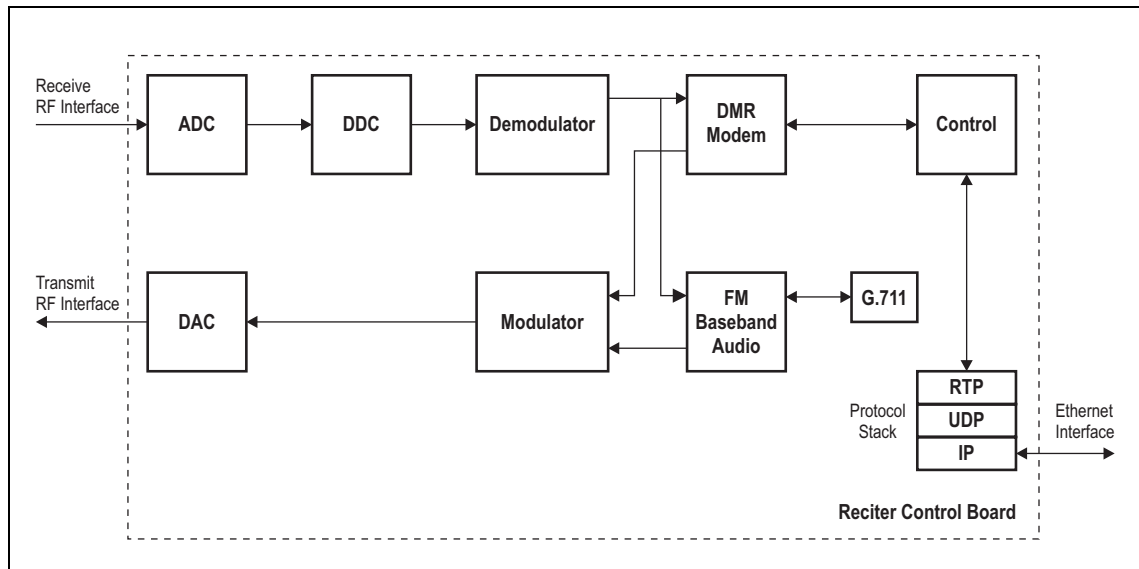 Receive
RF Interface
ADC
DDC
Demodulator
DMR
Modem
Control
Transmit
RF Interface
DAC
Modulator
FM
Baseband
Audio
G.711
Protocol
Stack
RTP
UDP
IP
Ethernet
Interface
Reciter Control Board